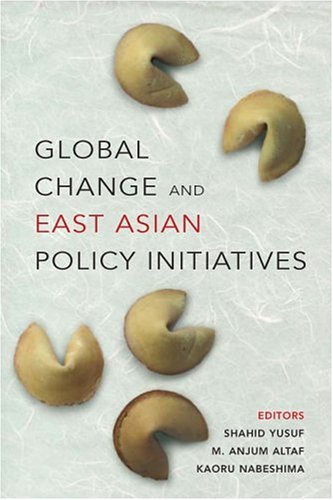 GLOBAL
CHANGE AND
EAST ASIAN
POLICY INITIATIVES
EDITORS
SHAHID YUSUF
M. ANJUM ALTAF
KAORU NABESHIMA